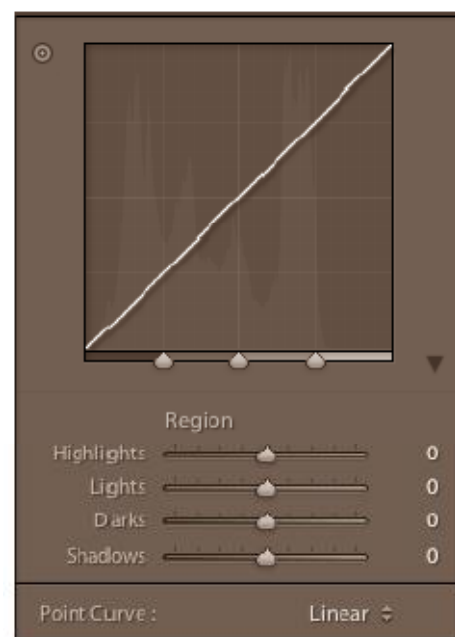 Region
Highlights 0
Lights 0
Darks 0
Shadows 0
Point Curve : Linear